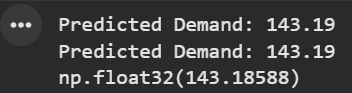 Predicted Demand: 143.19
Predicted Demand: 143.19
np.float32(143.18588)